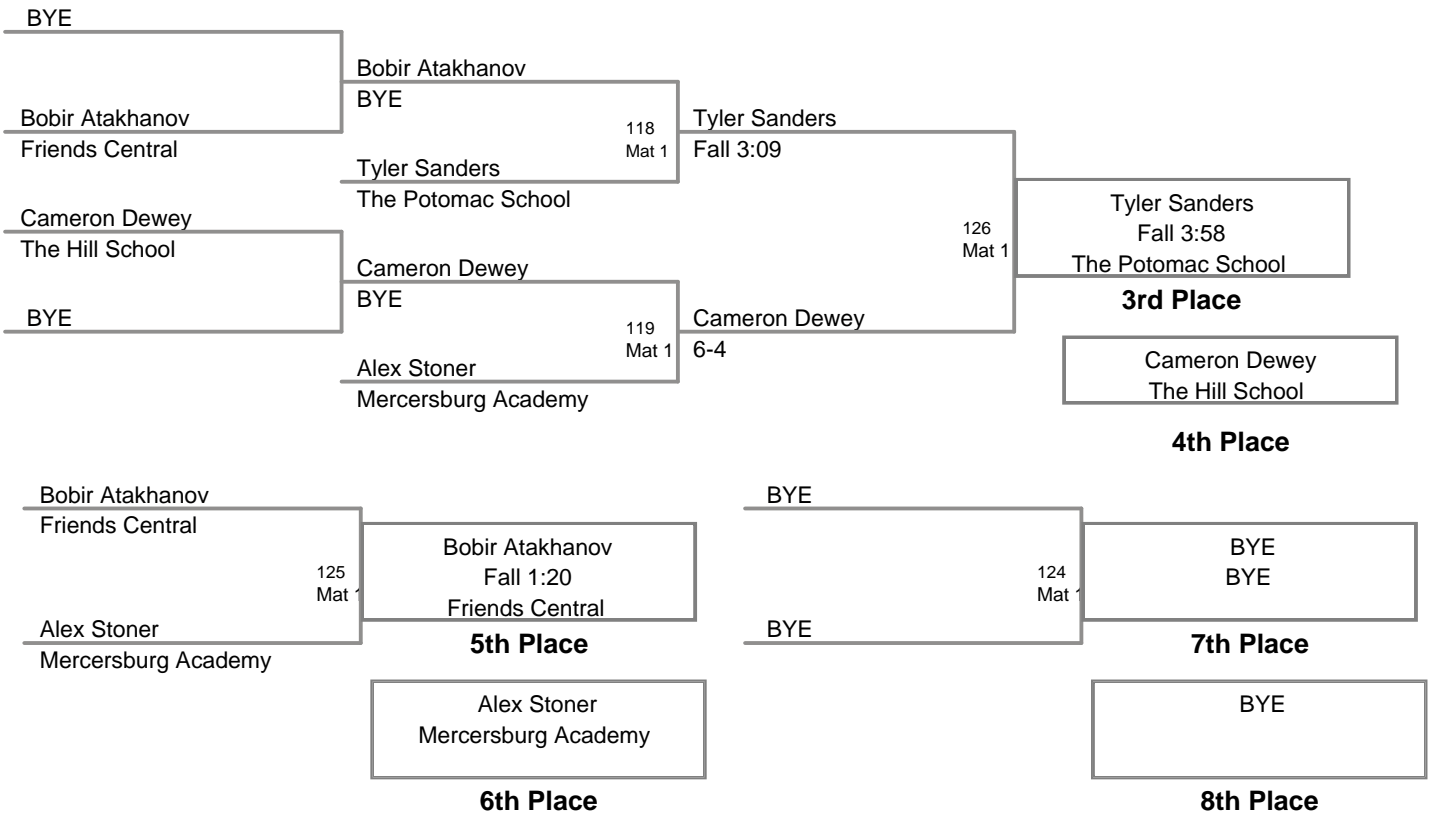 BYE
Bobir Atakhanov
Friends Central
Cameron Dewey
The Hill School
BYE
Bobir Atakhanov
BYE
118
Mat 1
Tyler Sanders
The Potomac School
Cameron Dewey
BYE
119
Mat 1
Alex Stoner
Mercersburg Academy
Tyler Sanders
Fall 3:09
Cameron Dewey
6-4
126
Mat 1
Tyler Sanders
Fall 3:58
The Potomac School
3rd Place
Cameron Dewey
The Hill School
4th Place
Bobir Atakhanov
Friends Central
125
Mat 1
Alex Stoner
Mercersburg Academy
Bobir Atakhanov
Fall 1:20
Friends Central
5th Place
Alex Stoner
Mercersburg Academy
6th Place
BYE
124
Mat 1
BYE
BYE
BYE
7th Place
BYE
8th Place